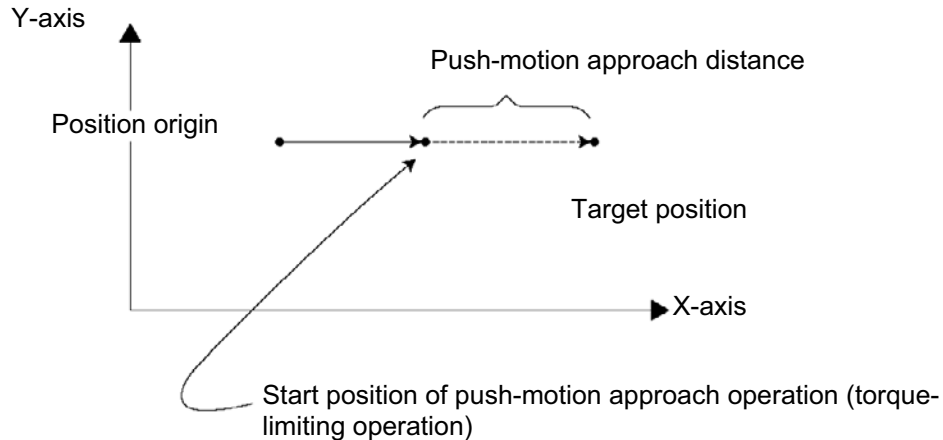 Y-axis
Push-motion approach distance
Position origin
Target position
X-axis
Start position of push-motion approach operation (torque-
limiting operation)